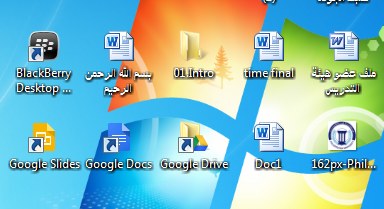 BlackBerry
Desktop ...
بسم لله الرحمن
الرحيم
01.Intro
time final
ملف عضو هيئة
التدريس
Google Slides
Google Docs
Google Drive
Doc1
162px-Phil...